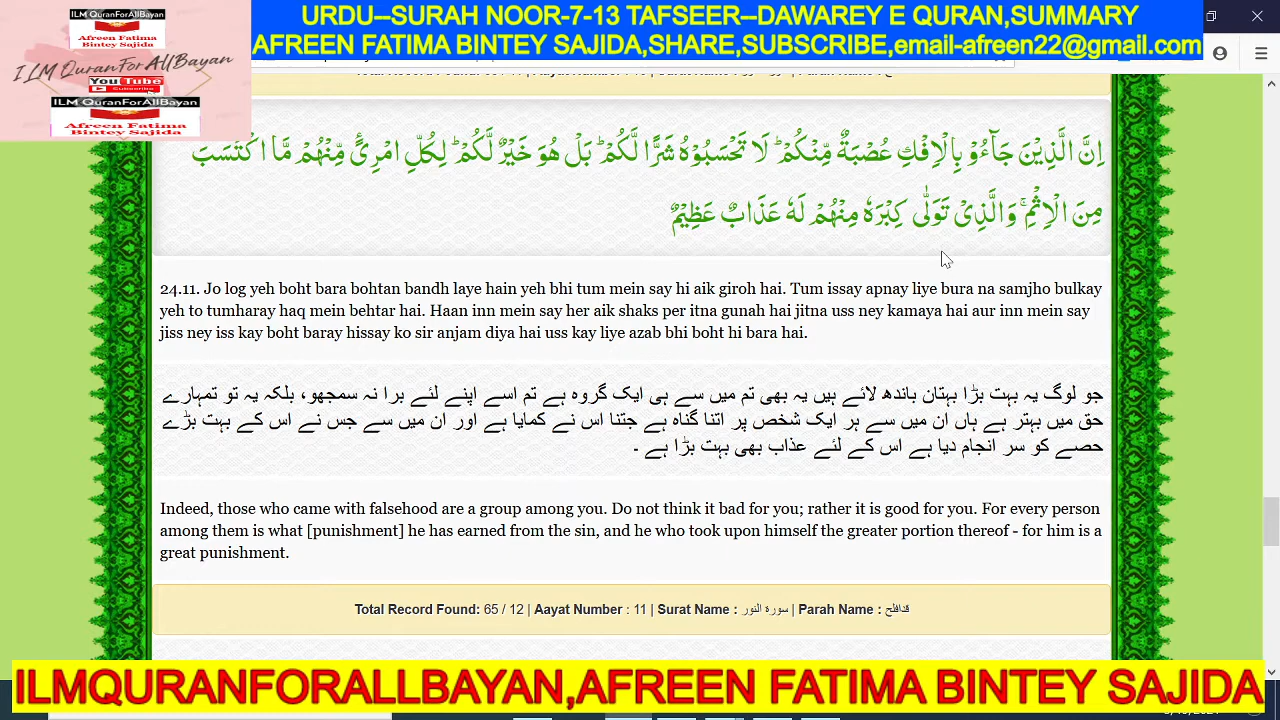 URDU--SURAH NOOR-P13 TAFSEER--DAWATEY E QURAN,SUMMARY
AFREEN FATIMA BINTEY SAJIDA,SHARE,SUBSCRIBE,email-afreen22@gmail.com
ILM QuranForAllBayan
Afreen Fatima
Bintey Sajida
ILM QuranForAllBayan
You Tube
Subscribe
ILM QuranForAllBayan
Afreen Fatima
Bintey Sajida
اِنَّ الَّذِيۡنَ جَآءُوۡ بِالۡاِفۡكِ عُصۡبَةٌ مِّنۡكُمۡ‌ ؕ لَا تَحۡسَبُوۡهُ شَرًّا لَّـكُمۡ‌ ؕ بَلۡ هُوَ خَيۡرٌ لَّـكُمۡ‌ ؕ لِكُلِّ امۡرِىٍٴ مِّنۡهُمۡ مَّا اكۡتَسَبَ
مِنَ الۡاِثۡمِ‌ ۚ وَالَّذِىۡ تَوَلّٰى كِبۡرَهٗ مِنۡهُمۡ لَهٗ عَذَابٌ عَظِيۡمٌ
24.11. Jo log yeh boht bara bohtan bandh laye hain yeh bhi tum mein say hi aik giroh hai. Tum issay apnay liye bura na samjho bulkay
yeh to tumharay haq mein behtar hai. Haan inn mein say her aik shaks per itna gunah hai jitna uss ney kamaya hai aur inn mein say
jiss ney iss kay boht baray hissay ko sir anjam diya hai uss kay liye azab bhi boht hi bara hai.
جو لوگ یہ بہت بڑا بہتان باندھ لائے ہیں یہ بھی تم میں سے ہی ایک گروہ ہے تم اسے اپنے لئے برا نہ سمجھو، بلکہ یہ تو تمہارے
حق میں بہتر ہے ہاں ان میں سے ہر ایک شخص پر اتنا گناہ ہے جتنا اس نے کمایا ہے اور ان میں سے جس نے اس کے بہت بڑے
حصے کو سر انجام دیا ہے اس کے لئے عذاب بھی بہت بڑا ہے ۔
Indeed, those who came with falsehood are a group among you. Do not think it bad for you; rather it is good for you. For every person
among them is what [punishment] he has earned from the sin, and he who took upon himself the greater portion thereof - for him is a
great punishment.
Total Record Found: 65 / 12 | Aayat Number : 11 | Surat Name : سورة النور | Parah Name : قدافلح
ILMQURANFORALLBAYAN,AFREEN FATIMA BINTEY SAJIDA